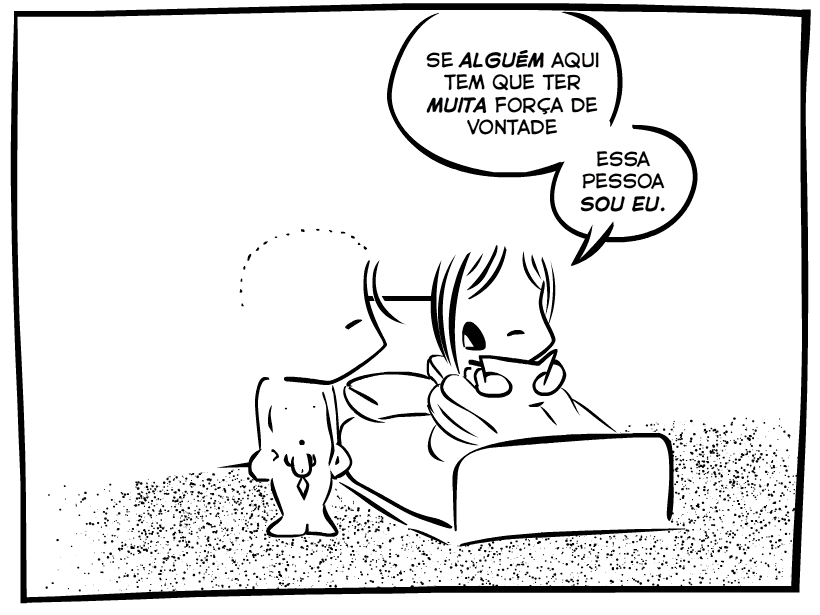 SE ALGUÉM AQUI
TEM QUE TER
MUITA FORÇA DE
VONTADE
ESSA
PESSOA
SOU EU.